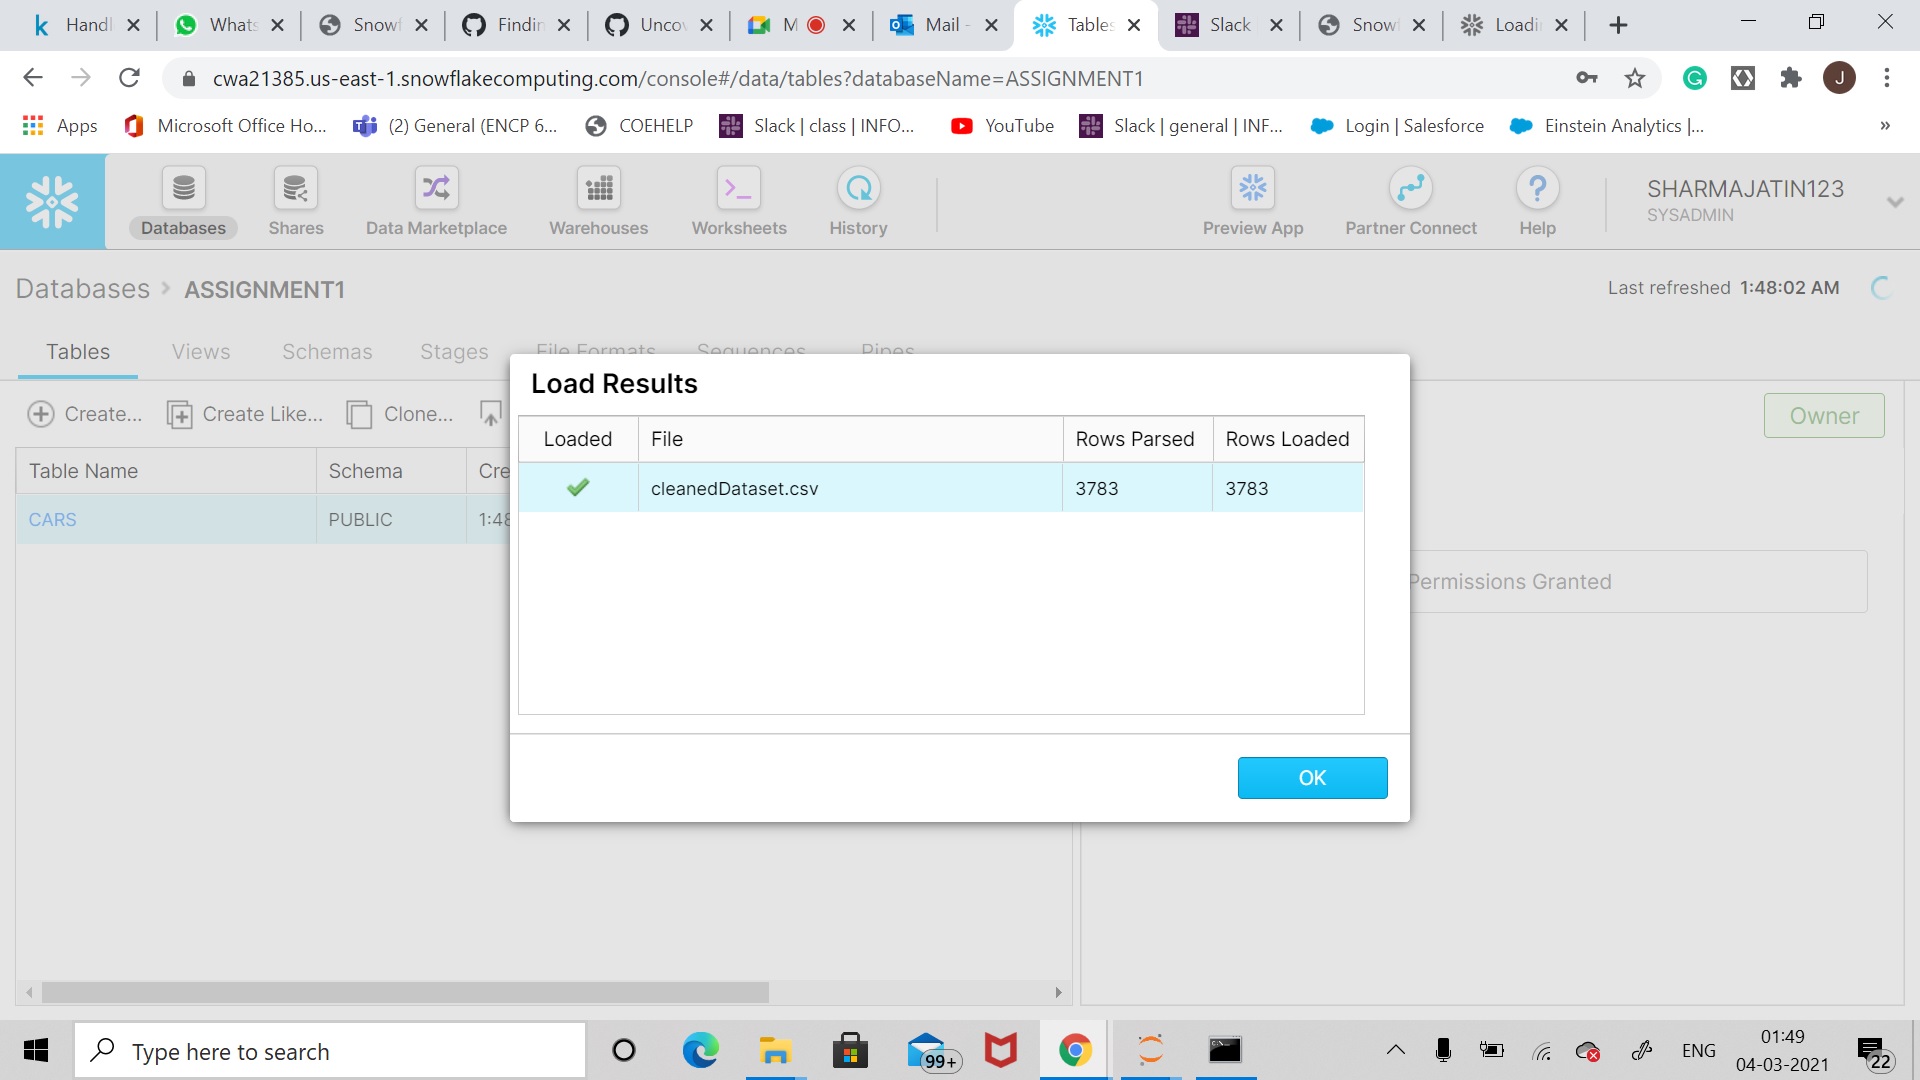 Handl
Whats
Snowf
Findin
Uncov
M
Mail -
Tables
Slack
Snowf
Loadin
cwa21385.us-east-1.snowflakecomputing.com/console#/data/tables?databaseName=ASSIGNMENT1
J
Apps
Microsoft Office Ho...
(2) General (ENCP 6...
COEHELP
Slack | class | INFO...
YouTube
Slack | general | INF...
Login | Salesforce
Einstein Analytics |...
»
Databases
Shares
Data Marketplace
Warehouses
Worksheets
History
Preview App
Partner Connect
Help
SHARMAJATIN123
SYSADMIN
Databases > ASSIGNMENT1
Last refreshed 1:48:02 AM
Tables
Views
Schemas
Stages
File Formats
Sequences
Pipes
Create...
Create Like...
Clone...
Owner
Table Name
Schema
Cre
CARS
PUBLIC
1:48
Permissions Granted
Load Results
Loaded
File
Rows Parsed
Rows Loaded
cleanedDataset.csv
3783
3783
OK
Type here to search
99+
ENG
01:49
04-03-2021
22